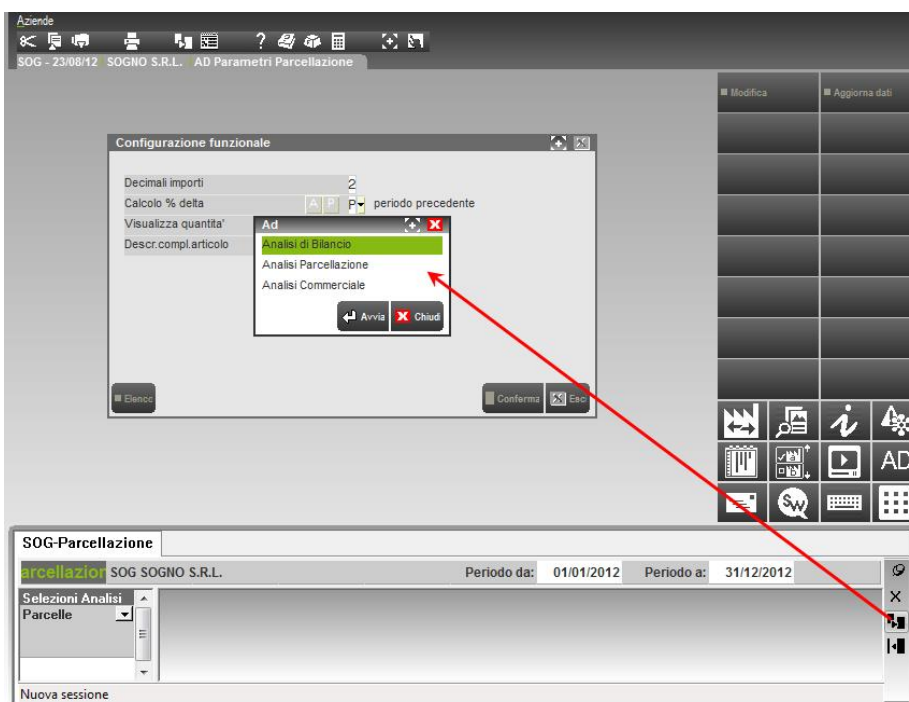 Aziende
SOG - 23/08/12 SOGNO S.R.L. AD Parametri Parcellazione
Modifica Aggiorna dati
Configurazione funzionale
Decimali importi 2
Calcolo % delta A P P periodo precedente
Visualizza quantita'
Descr.compl.articolo
Ad
Analisi di Bilancio
Analisi Parcellazione
Analisi Commerciale
Avvia Chiudi
Elenco Conferma Esci
AD
SW
SOG-Parcellazione
arcellazion SOG SOGNO S.R.L. Periodo da: 01/01/2012 Periodo a: 31/12/2012
Selezioni Analisi
Parcelle
Nuova sessione